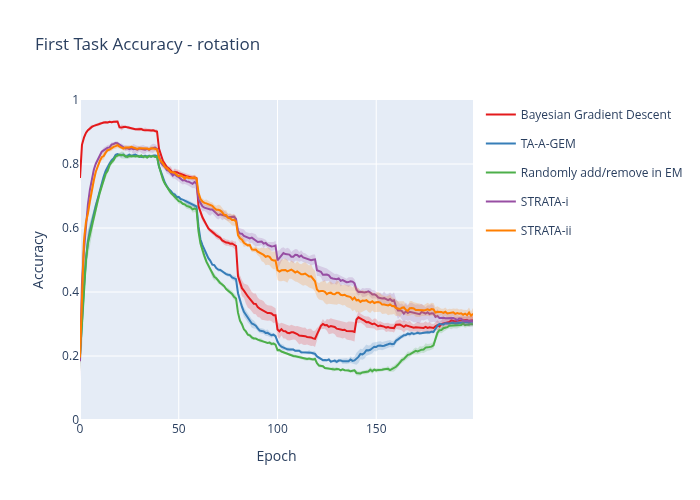 First Task Accuracy - rotation
1
0.8
0.6
0.4
0.2
0
0
50
100
150
Epoch
Accuracy
Bayesian Gradient Descent
TA-A-GEM
Randomly add/remove in EM
STRATA-i
STRATA-ii